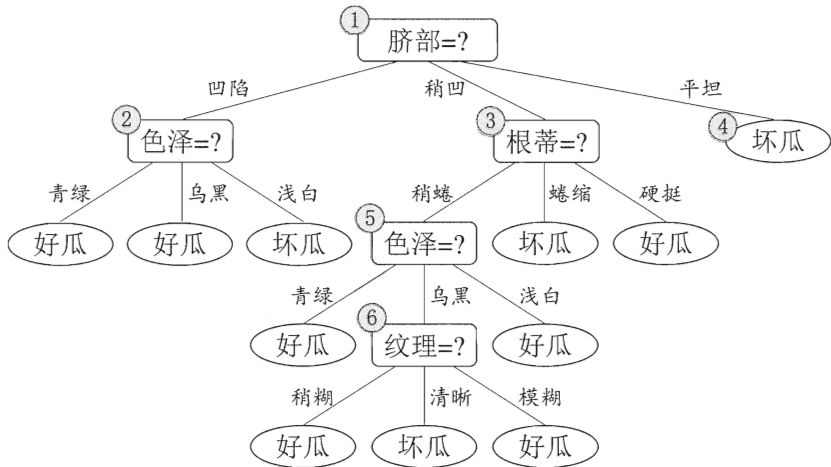 ① 脐部=?
凹陷 稍凹 平坦
② 色泽=? ③ 根蒂=? ④ 坏瓜
青绿 乌黑 浅白 稍蜷 蜷缩 硬挺
好瓜 好瓜 坏瓜 ⑤ 色泽=? 坏瓜 好瓜
青绿 乌黑 浅白
好瓜 ⑥ 纹理=? 好瓜
稍糊 清晰 模糊
好瓜 坏瓜 好瓜